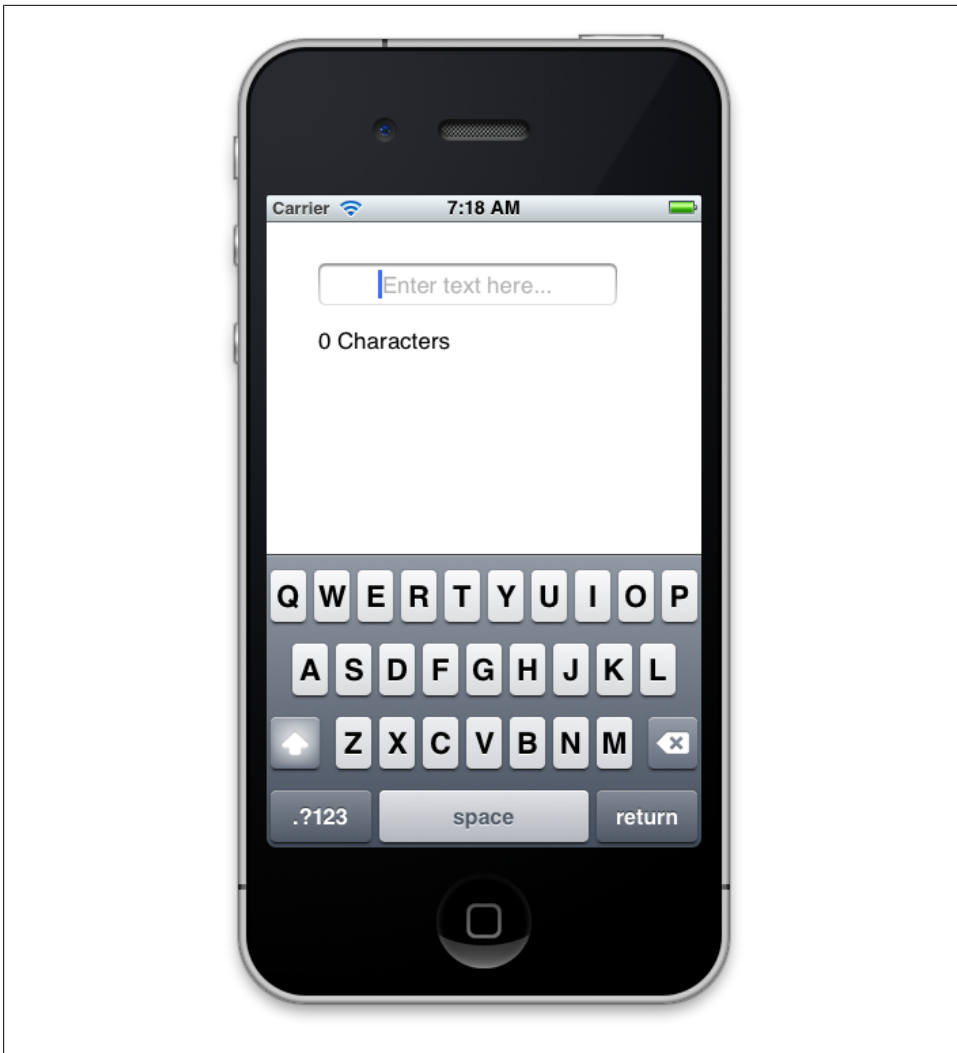 Carrier 7:18 AM
Enter text here...
0 Characters
Q W E R T Y U I O P
A S D F G H J K L
Z X C V B N M
.?123 space return